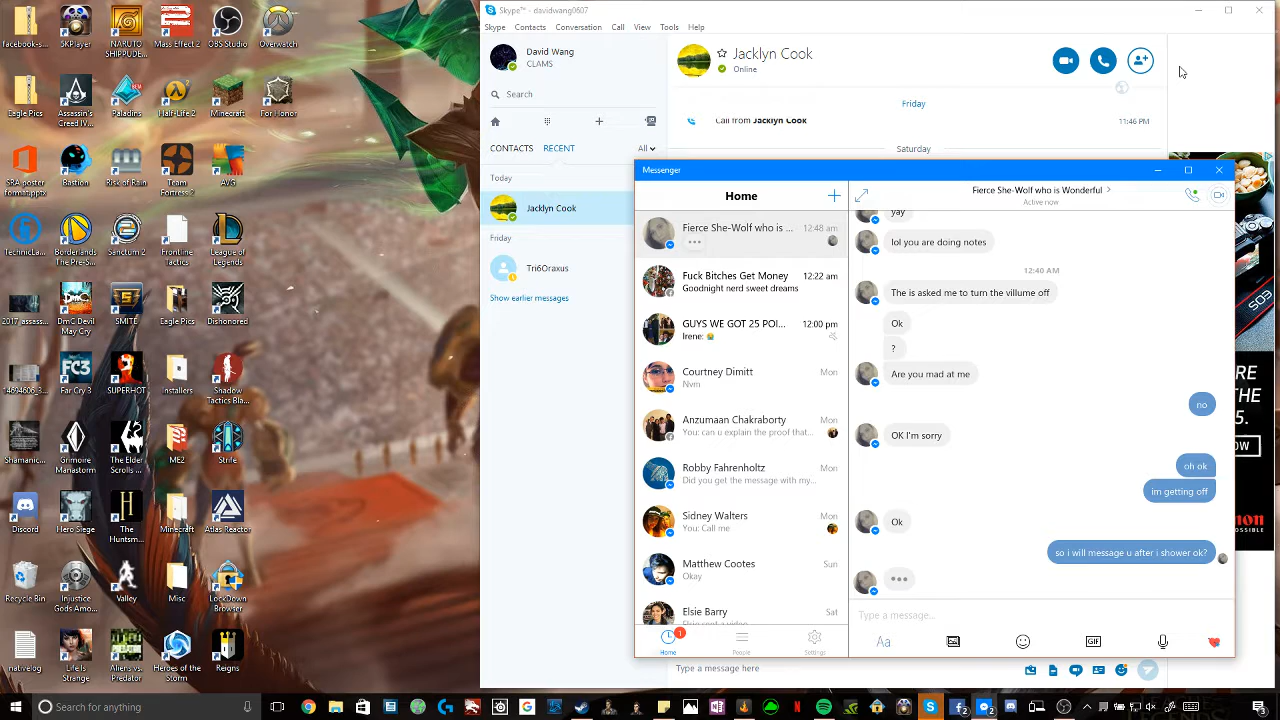 facebook-s...
5KPlayer
NARUTO SHIPPUDE...
Mass Effect 2
OBS Studio
Overwatch
Eagle Pics
Assassin's Creed IV...
Paladins
Half-Life 2
Minecraft
For Honor
SRA poster format.p...
Bastion
Risk of Rain
Team Fortress 2
AVG
TechnicLa...
Borderlands The Pre-S...
Sanctum 2
Frontline Tactics
League of Legends
2017_assas...
DmC Devil May Cry
SMITE
Eagle Pics
Dishonored
14694606_3...
Far Cry 3
SUPERHOT
Installers
Shadow Tactics Bla...
Shamanic...
Grimoire Manastorm
The Elder Scrolls ...
ME2
Strife
Discord
Hero Siege
The Huntsm...
Minecraft
Atlas Reactor
Recycle Bin
Injustice Gods Amo...
Valley
Misc
LockDown Browser
nativelog
Life Is Strange
Aliens vs. Predator
Heroes of the Storm
Reigns
Skype™ - davidwang0607
Skype Contacts Conversation Call View Tools Help
David Wang
CLAMS
Search
CONTACTS RECENT All
Today
Jacklyn Cook
Friday
Tri6Oraxus
Show earlier messages
Jacklyn Cook
Online
Friday
Call from Jacklyn Cook 11:46 PM
Saturday
Messenger
Home
Fierce She-Wolf who is ... 12:48 am
Fuck Bitches Get Money 12:22 am
Goodnight nerd sweet dreams
GUYS WE GOT 25 POI... 12:00 pm
Irene: 😭
Courtney Dimitt Mon
Nvm
Anzumaan Chakraborty Mon
You: can u explain the proof that...
Robby Fahrenholtz Mon
Did you get the message with my...
Sidney Walters Mon
You: Call me
Matthew Cootes Sun
Okay
Elsie Barry Sat
Elsie sent a video.
1
Home People Settings
Fierce She-Wolf who is Wonderful
Active now
yay
lol you are doing notes
12:40 AM
The is asked me to turn the villume off
Ok
?
Are you mad at me
no
OK I'm sorry
oh ok
im getting off
Ok
so i will message u after i shower ok?
Type a message...
Aa
GIF
Type a message here
Search for anything